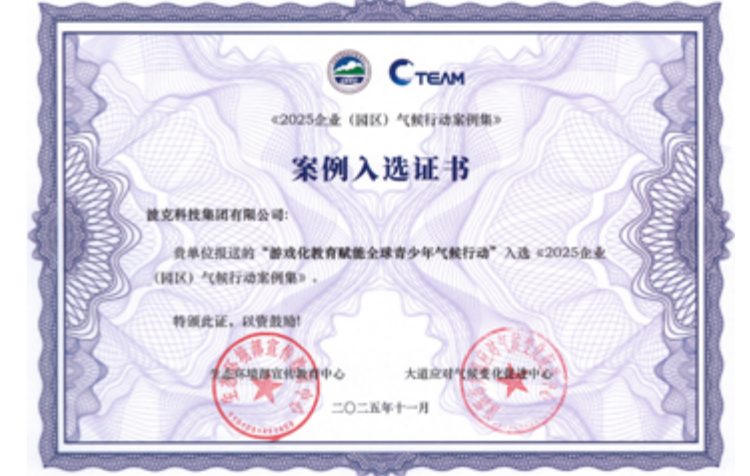 CTEAM
《2025企业（园区）气候行动案例集》
案例入选证书
波克科技集团有限公司:
贵单位报送的“游戏化教育赋能全球青少年气候行动”入选《2025企业
（园区）气候行动案例集》。
特颁此证，以资鼓励!
生态环境部宣传教育中心 大道应对气候变化促进中心
二〇二五年十一月